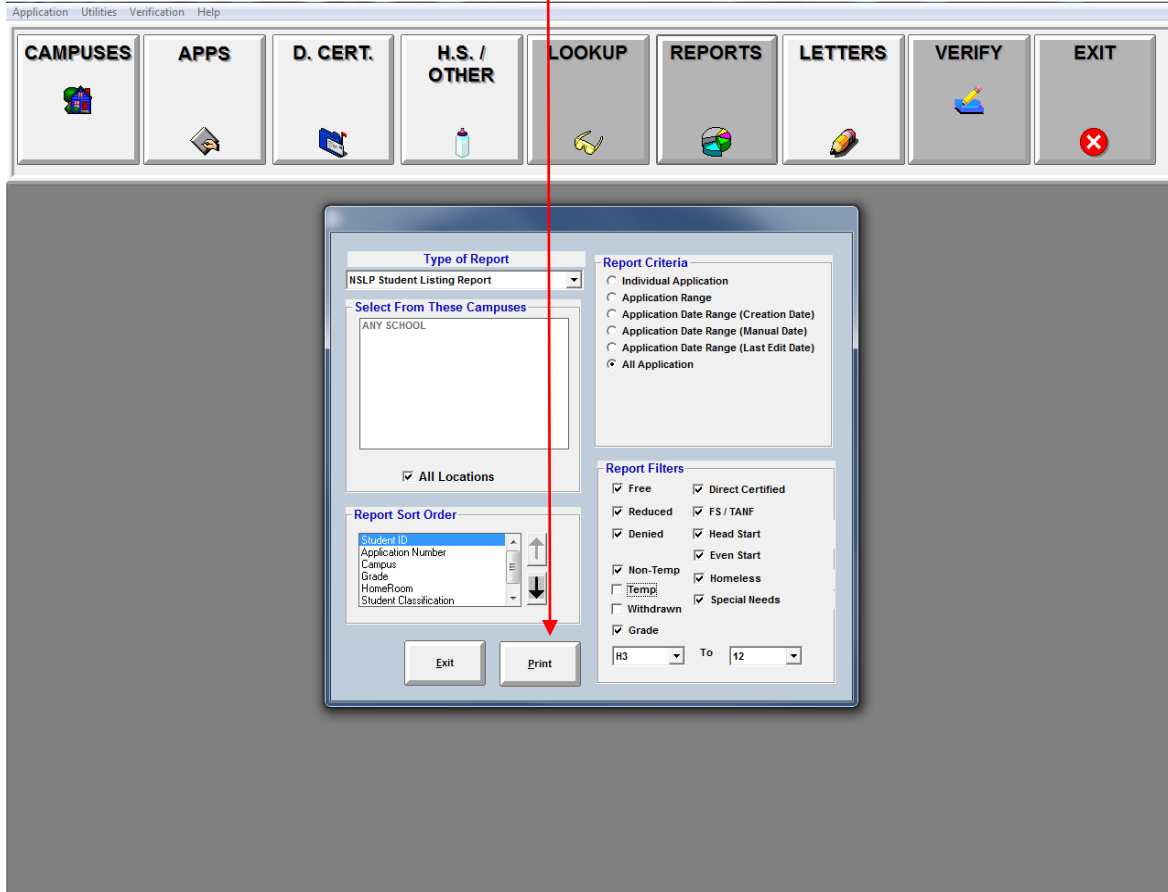 Application Utilities Verification Help
CAMPUSES
APPS
D. CERT.
H.S. /
OTHER
LOOKUP
REPORTS
LETTERS
VERIFY
EXIT
Type of Report
NSLP Student Listing Report
Select From These Campuses
ANY SCHOOL
All Locations
Report Sort Order
Student ID
Application Number
Campus
Grade
HomeRoom
Student Classification
Exit
Print
Report Criteria
Individual Application
Application Range
Application Date Range (Creation Date)
Application Date Range (Manual Date)
Application Date Range (Last Edit Date)
All Application
Report Filters
Free
Direct Certified
Reduced
FS / TANF
Denied
Head Start
Even Start
Non-Temp
Homeless
Temp
Special Needs
Withdrawn
Grade
H3 To 12